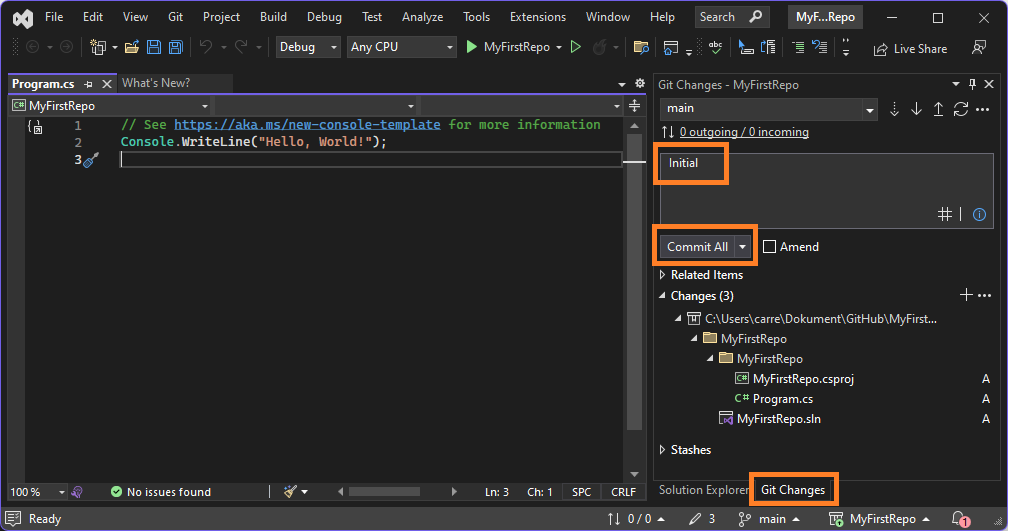 File Edit View Git Project Build Debug Test Analyze Tools Extensions Window Help Search MyF...Repo
Debug Any CPU MyFirstRepo Live Share
Program.cs What's New?
MyFirstRepo
1 // See https://aka.ms/new-console-template for more information
2 Console.WriteLine("Hello, World!");
3
100 % No issues found Ln: 3 Ch: 1 SPC CRLF
Git Changes - MyFirstRepo
main
0 outgoing / 0 incoming
Initial
Commit All Amend
Related Items
Changes (3)
C:\Users\carre\Dokument\GitHub\MyFirst...
MyFirstRepo
MyFirstRepo
MyFirstRepo.csproj A
Program.cs A
MyFirstRepo.sln A
Stashes
Solution Explorer Git Changes
Ready 0 / 0 3 main MyFirstRepo 1